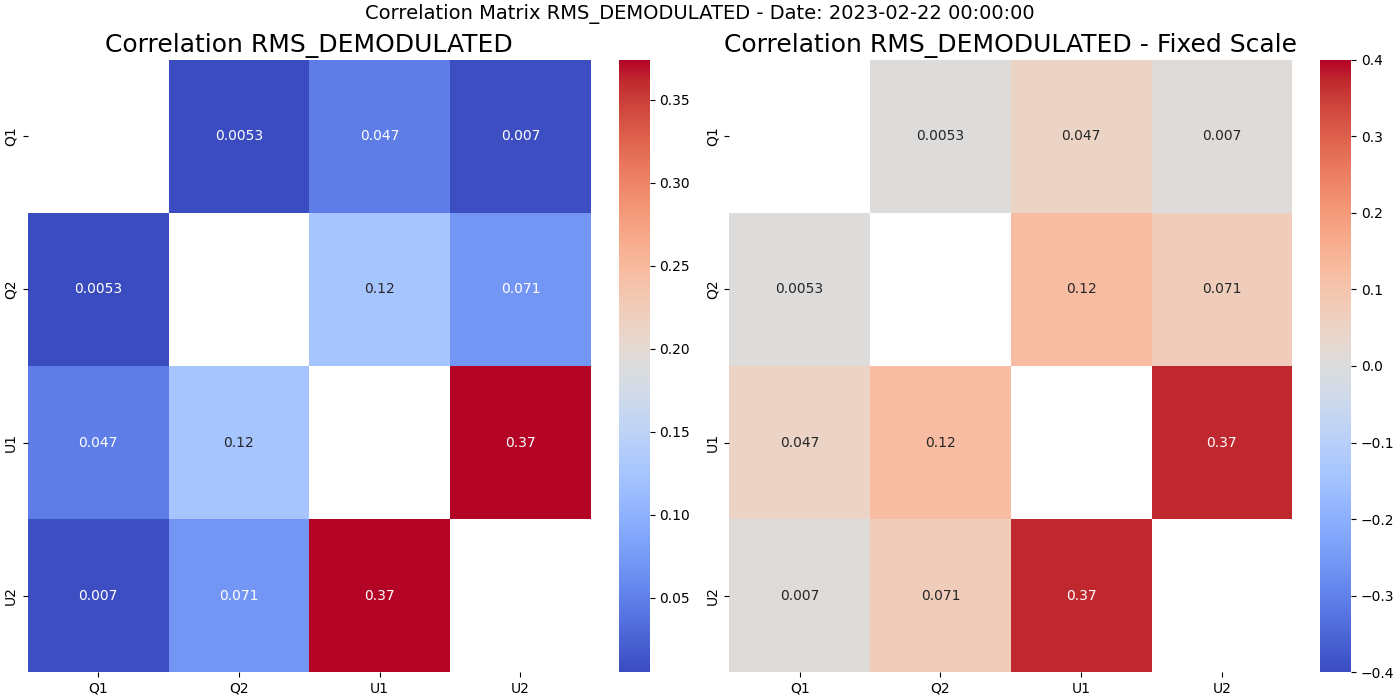 Correlation Matrix RMS_DEMODULATED - Date: 2023-02-22 00:00:00
Correlation RMS_DEMODULATED
Q1
0.0053 0.047 0.007
Q2
0.0053 0.12 0.071
U1
0.047 0.12 0.37
U2
0.007 0.071 0.37
Q1 Q2 U1 U2
0.35
0.30
0.25
0.20
0.15
0.10
0.05
Correlation RMS_DEMODULATED - Fixed Scale
Q1
0.0053 0.047 0.007
Q2
0.0053 0.12 0.071
U1
0.047 0.12 0.37
U2
0.007 0.071 0.37
Q1 Q2 U1 U2
0.4
0.3
0.2
0.1
0.0
−0.1
−0.2
−0.3
−0.4